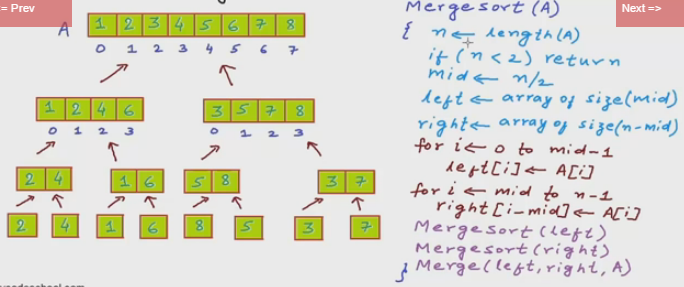 <= Prev
Next =>
A
1 2 3 4 5 6 7 8
0 1 2 3 4 5 6 7
1 2 4 6
3 5 7 8
0 1 2 3
0 1 2 3
2 4
1 6
5 8
3 7
2
4
1
6
8
5
3
7
Mergesort (A)
{ n ← length(A)
if (n < 2) return
mid ← n/2
left ← array of size(mid)
right ← array of size(n-mid)
for i ← 0 to mid-1
left[i] ← A[i]
for i ← mid to n-1
right[i-mid] ← A[i]
Mergesort (left)
Mergesort (right)
} Merge(left, right, A)